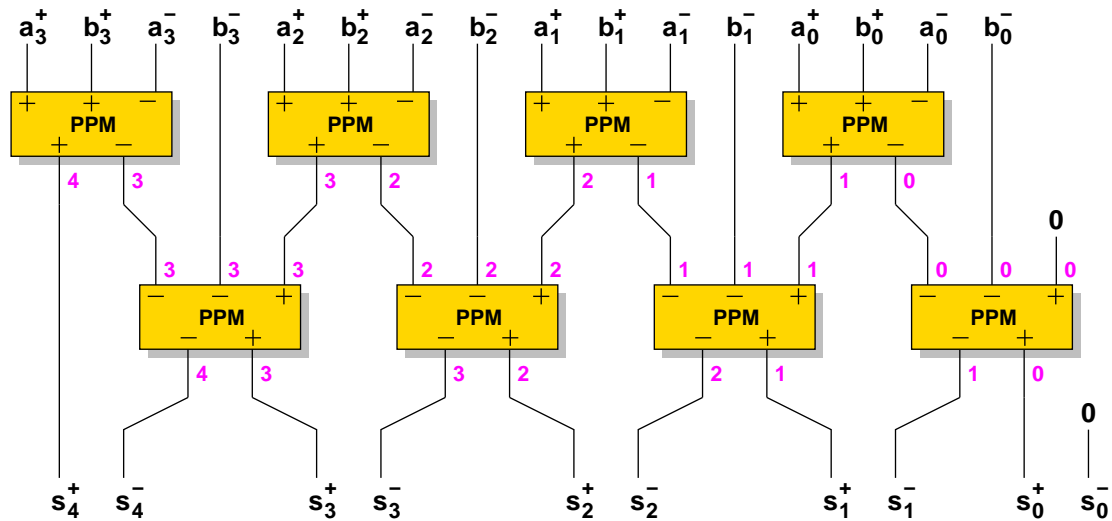 a₃⁺ b₃⁺ a₃⁻ b₃⁻ a₂⁺ b₂⁺ a₂⁻ b₂⁻ a₁⁺ b₁⁺ a₁⁻ b₁⁻ a₀⁺ b₀⁺ a₀⁻ b₀⁻
+ + − + + − + + − + + −
PPM PPM PPM PPM
+ − + − + − + −
4 3 3 2 2 1 1 0
0
3 3 3 2 2 2 1 1 1 0 0 0
− − + − − + − − + − − +
PPM PPM PPM PPM
− + − + − + − +
4 3 3 2 2 1 1 0
0
s₄⁺ s₄⁻ s₃⁺ s₃⁻ s₂⁺ s₂⁻ s₁⁺ s₁⁻ s₀⁺ s₀⁻